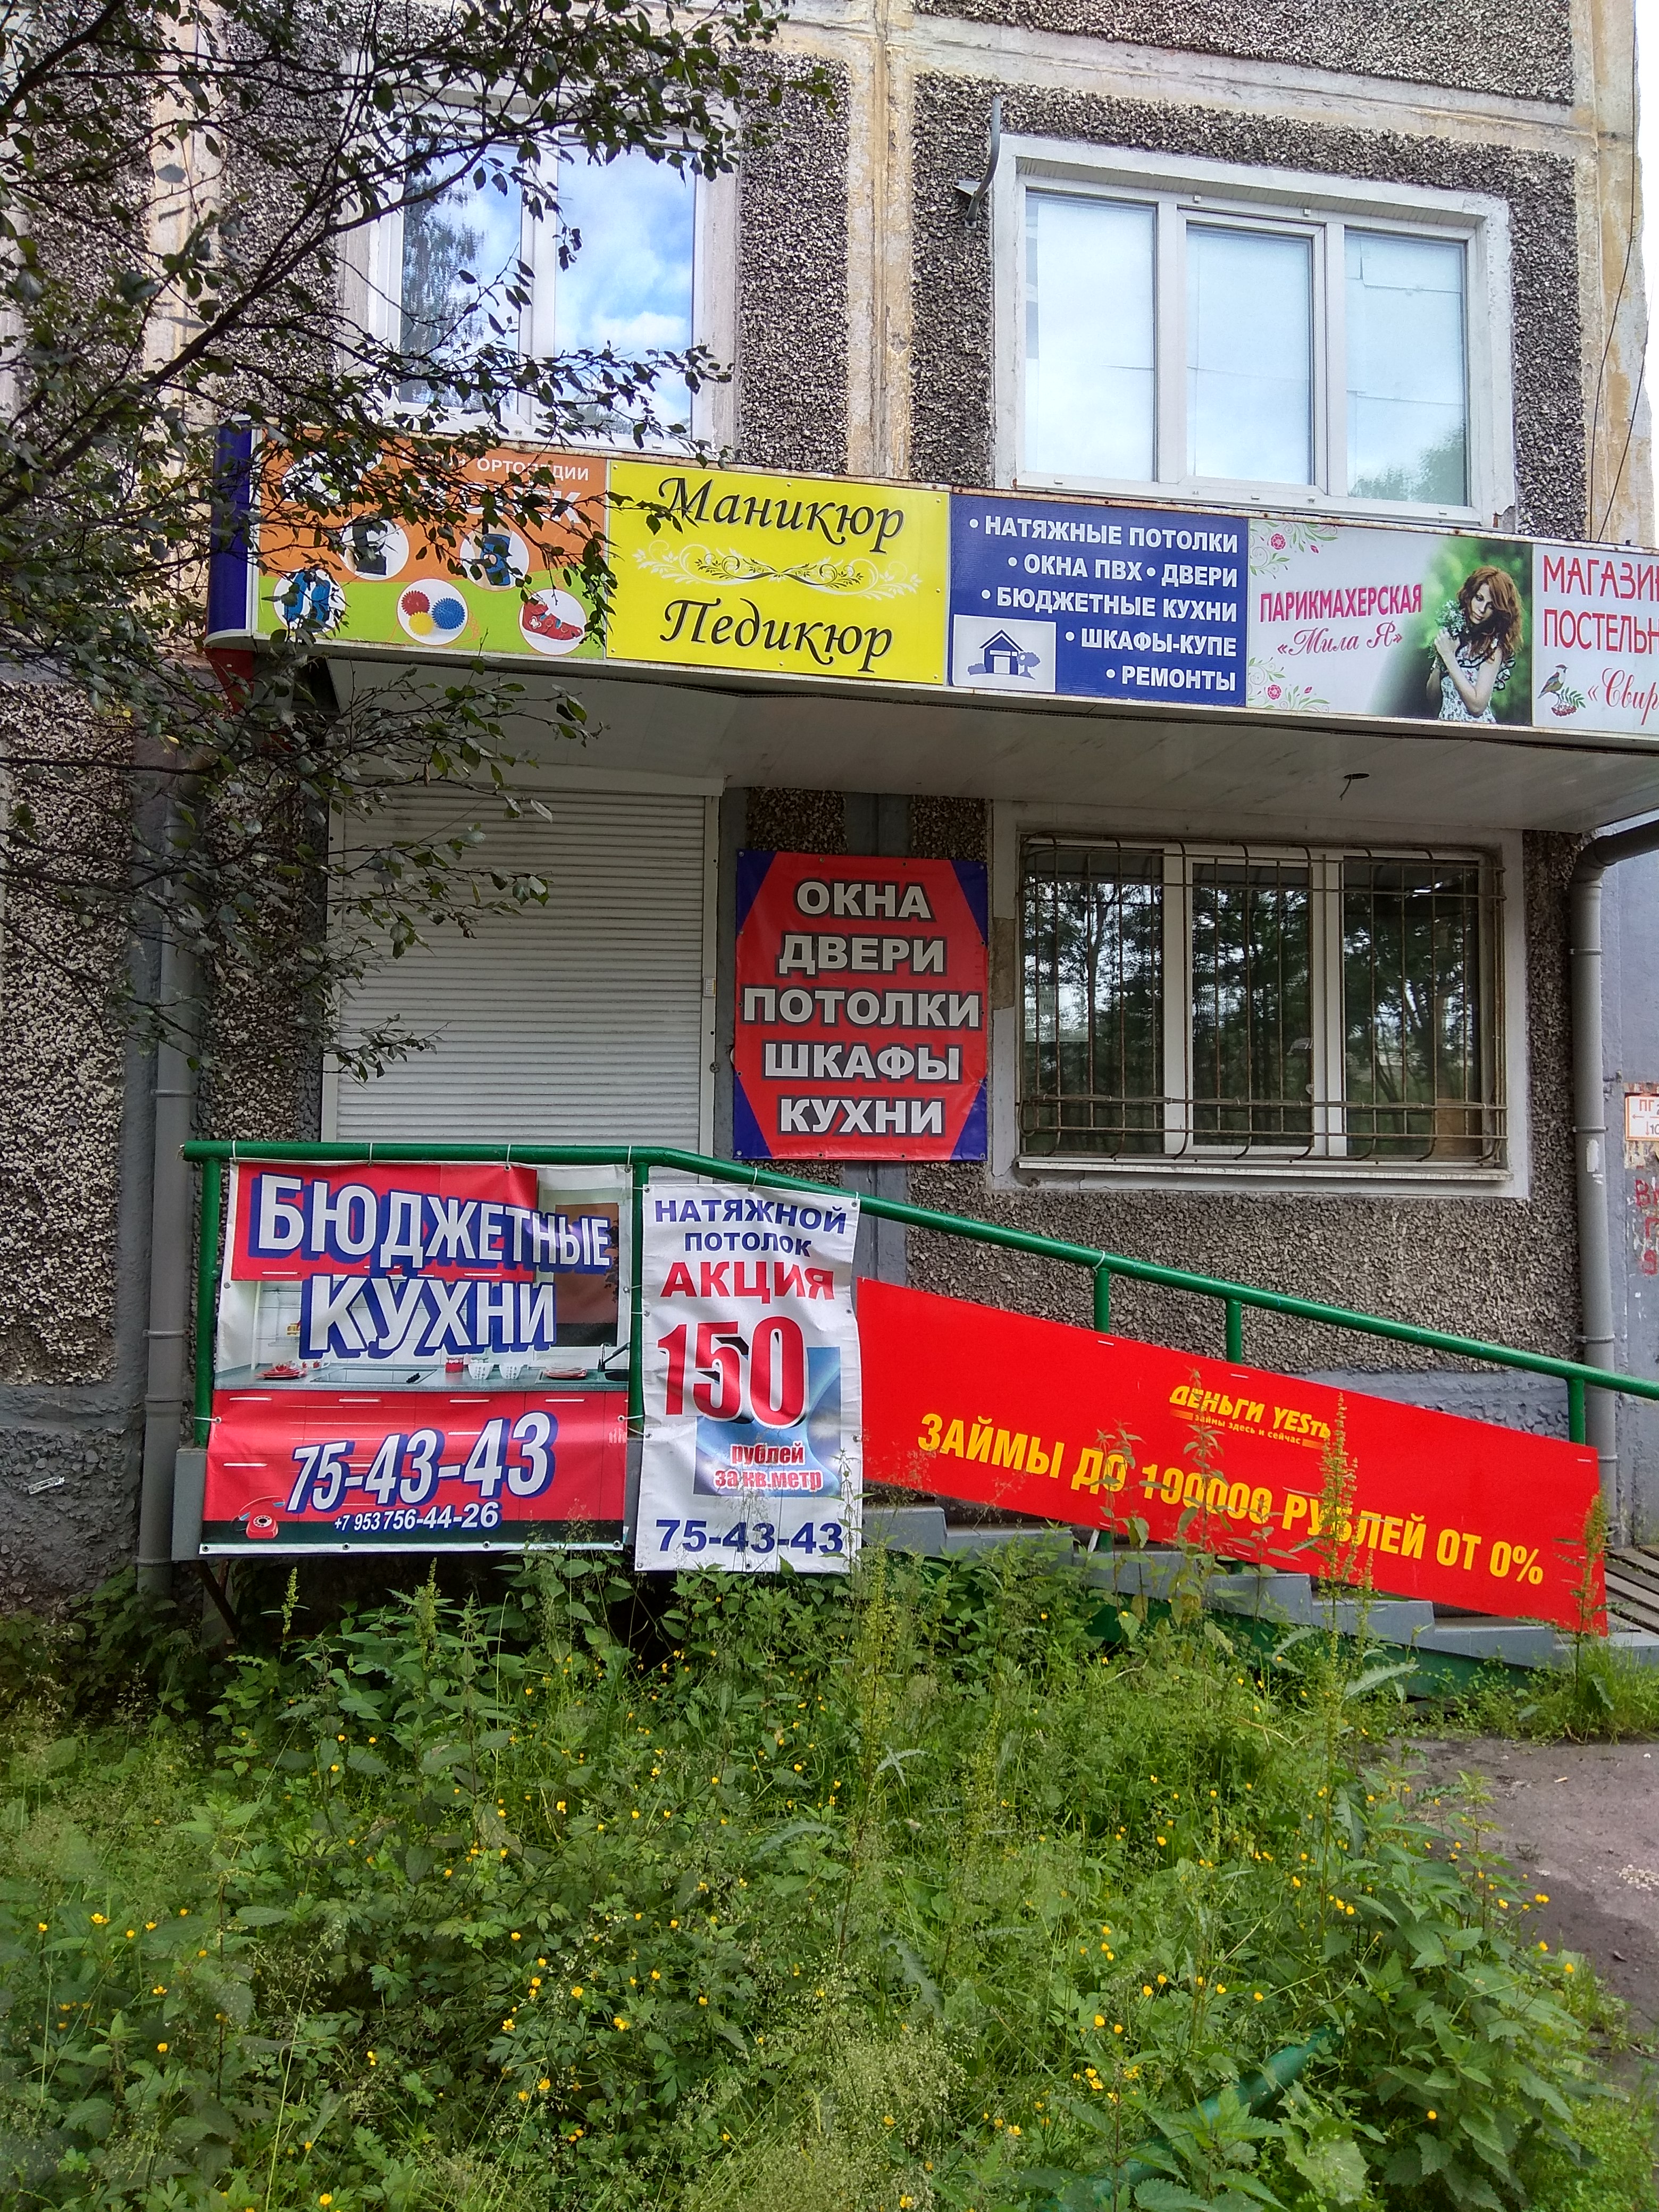 ОРТОПЕДИИ
Маникюр
Педикюр
• НАТЯЖНЫЕ ПОТОЛКИ
• ОКНА ПВХ • ДВЕРИ
• БЮДЖЕТНЫЕ КУХНИ
• ШКАФЫ-КУПЕ
• РЕМОНТЫ
ПАРИКМАХЕРСКАЯ
«Мила Я»
МАГАЗИН
ПОСТЕЛЬН
«Свир
ОКНА
ДВЕРИ
ПОТОЛКИ
ШКАФЫ
КУХНИ
БЮДЖЕТНЫЕ
КУХНИ
75-43-43
+7 953 756-44-26
НАТЯЖНОЙ
ПОТОЛОК
АКЦИЯ
150
рублей
за кв.метр
75-43-43
ДЕНЬГИ YESть
займы здесь и сейчас
ЗАЙМЫ ДО 100000 РУБЛЕЙ ОТ 0%
ПГ